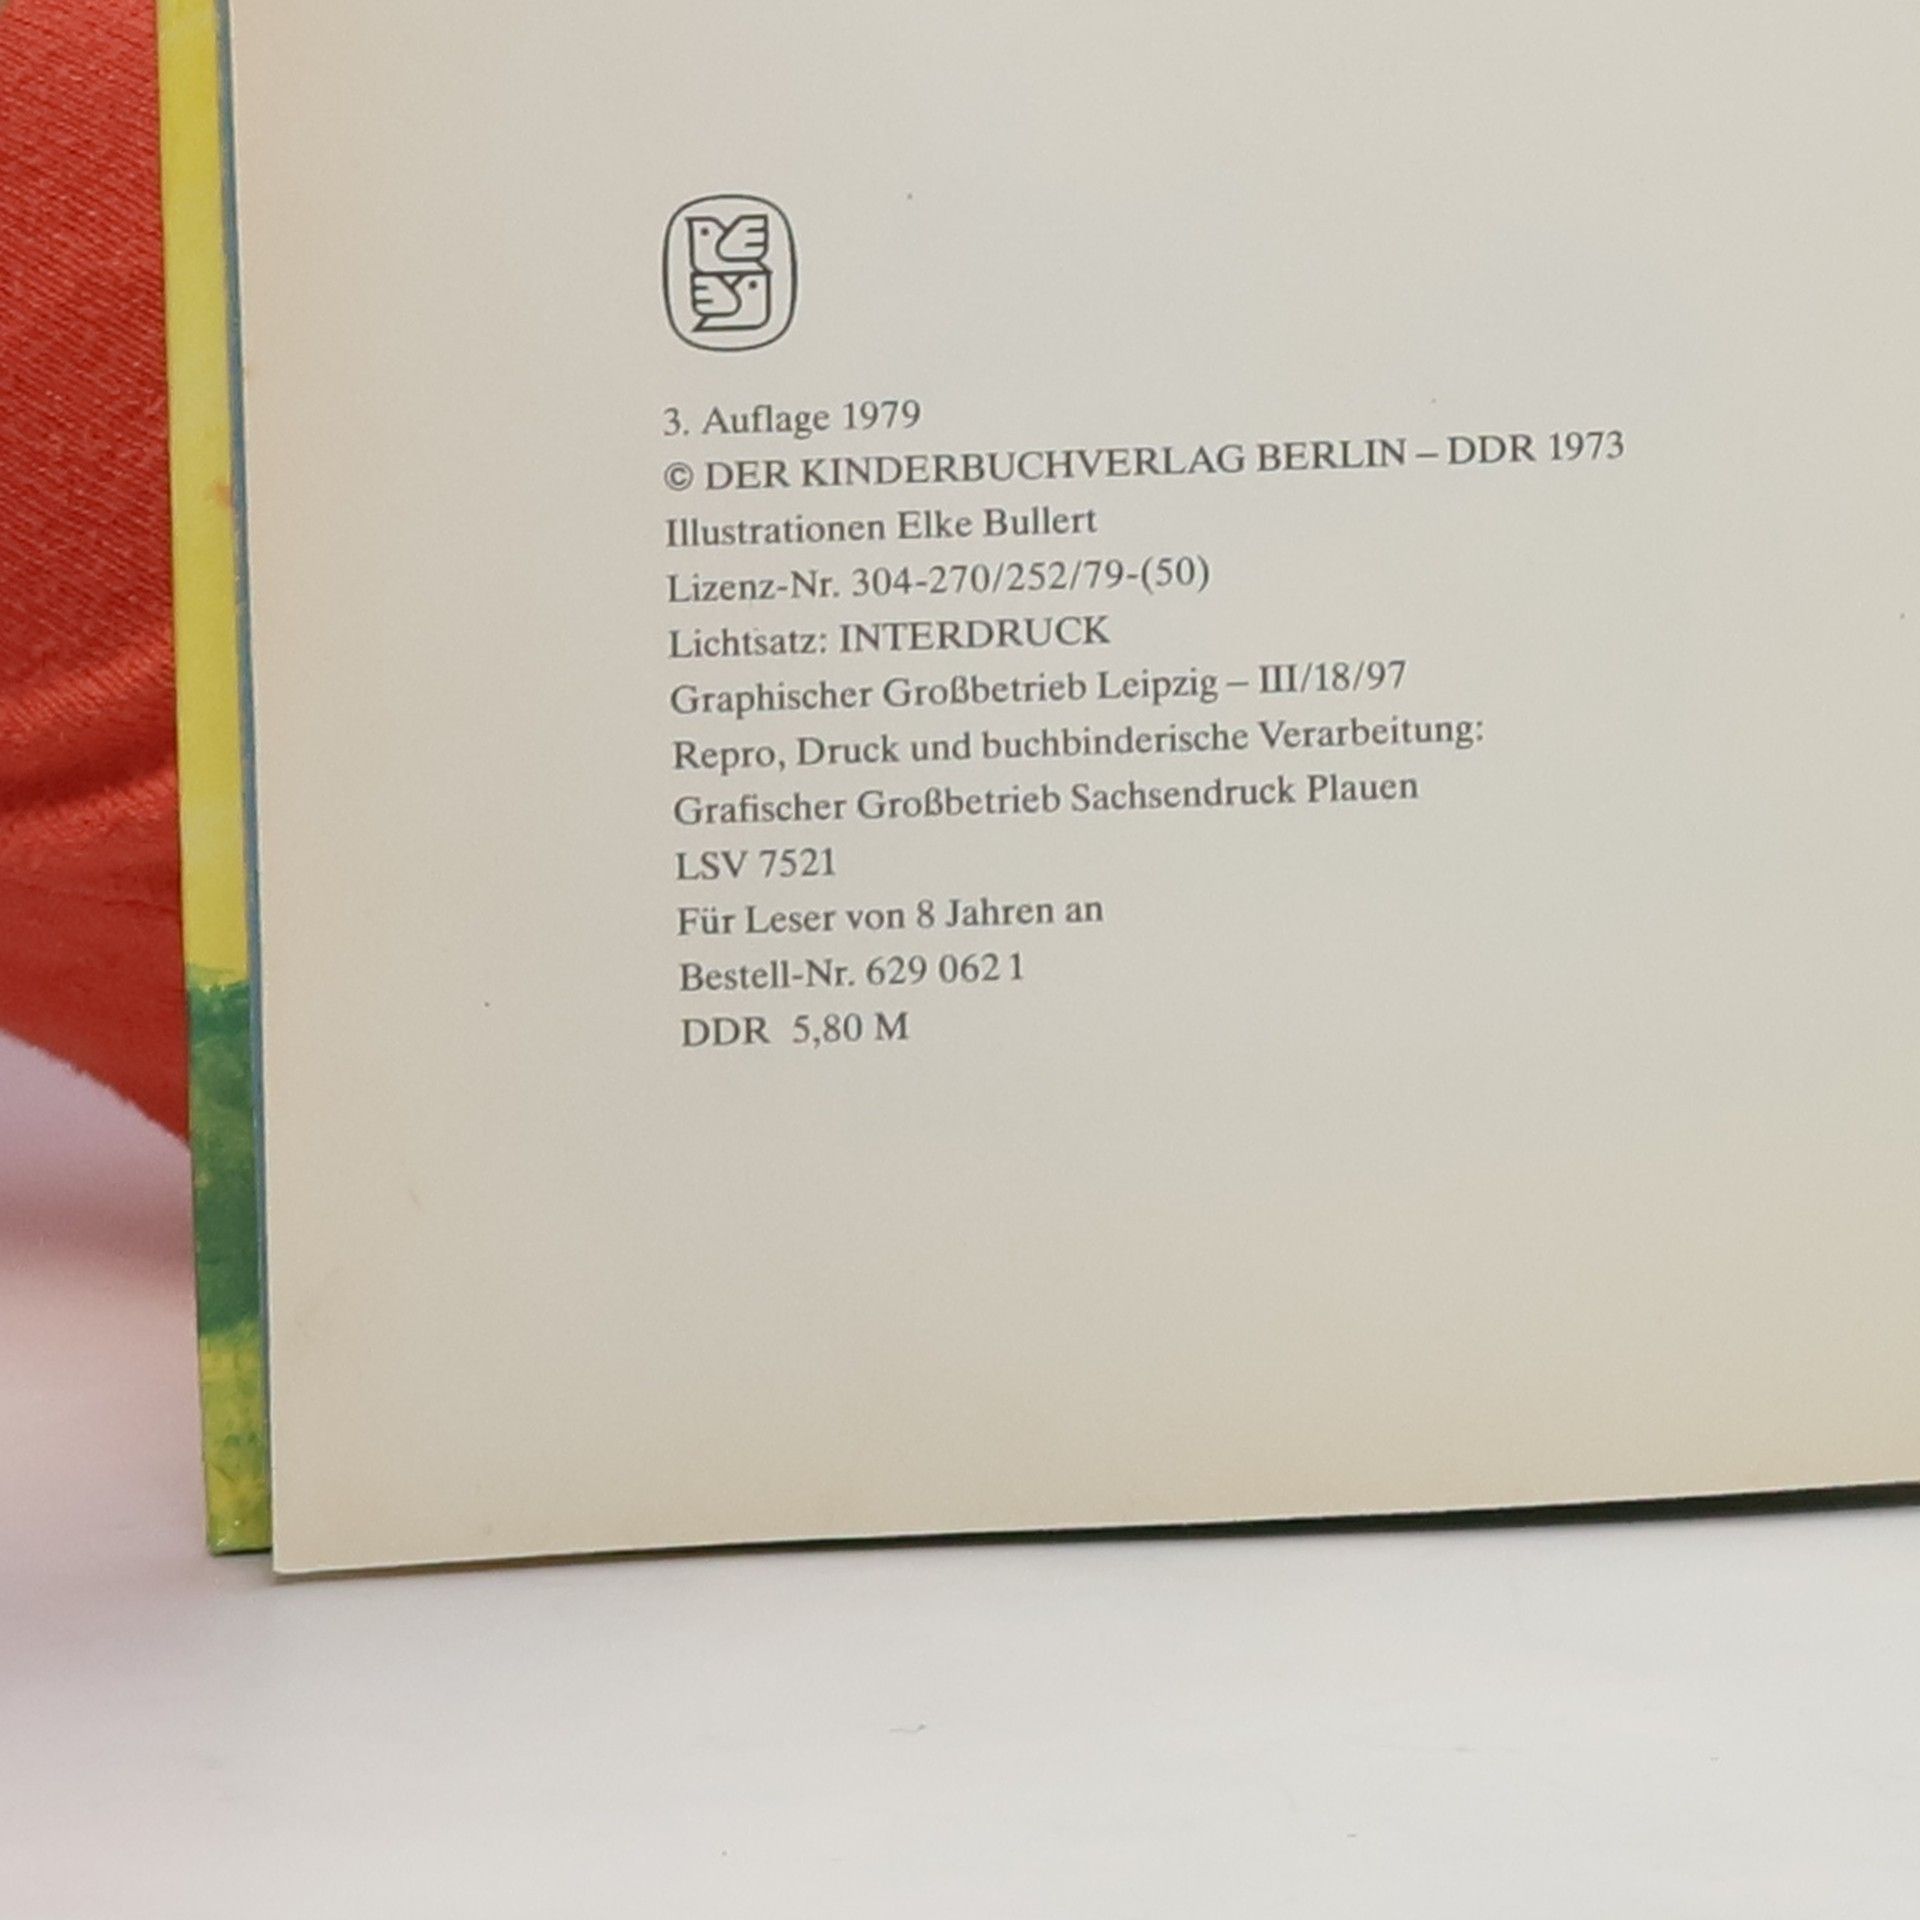 3. Auflage 1979
© DER KINDERBUCHVERLAG BERLIN – DDR 1973
Illustrationen Elke Bullert
Lizenz-Nr. 304-270/252/79-(50)
Lichtsatz: INTERDRUCK
Graphischer Großbetrieb Leipzig – III/18/97
Repro, Druck und buchbinderische Verarbeitung:
Grafischer Großbetrieb Sachsendruck Plauen
LSV 7521
Für Leser von 8 Jahren an
Bestell-Nr. 629 062 1
DDR 5,80 M